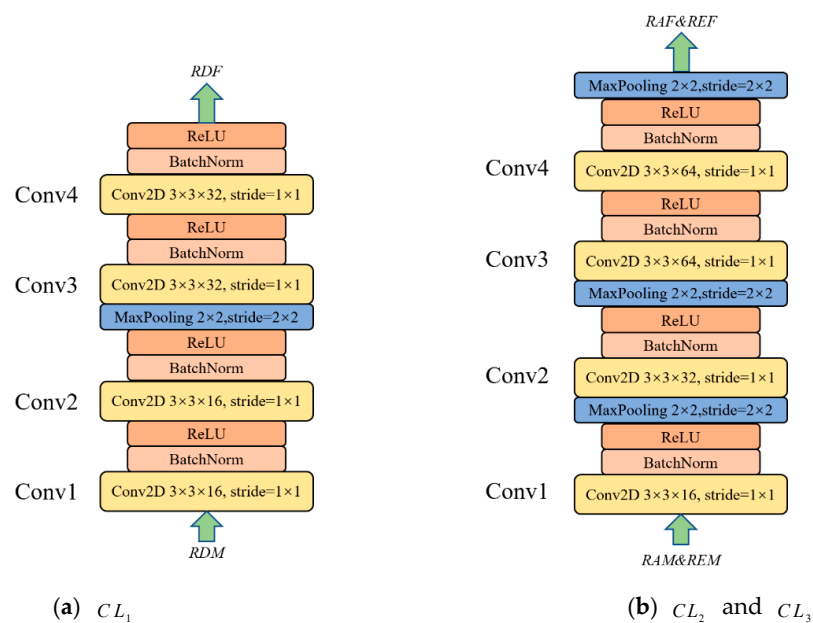 RDF
ReLU
BatchNorm
Conv4
Conv2D 3×3×32, stride=1×1
ReLU
BatchNorm
Conv3
Conv2D 3×3×32, stride=1×1
MaxPooling 2×2,stride=2×2
ReLU
BatchNorm
Conv2
Conv2D 3×3×16, stride=1×1
ReLU
BatchNorm
Conv1
Conv2D 3×3×16, stride=1×1
RDM
(a) CL₁
RAF&REF
MaxPooling 2×2,stride=2×2
ReLU
BatchNorm
Conv4
Conv2D 3×3×64, stride=1×1
ReLU
BatchNorm
Conv3
Conv2D 3×3×64, stride=1×1
MaxPooling 2×2,stride=2×2
ReLU
BatchNorm
Conv2
Conv2D 3×3×32, stride=1×1
MaxPooling 2×2,stride=2×2
ReLU
BatchNorm
Conv1
Conv2D 3×3×16, stride=1×1
RAM&REM
(b) CL₂ and CL₃